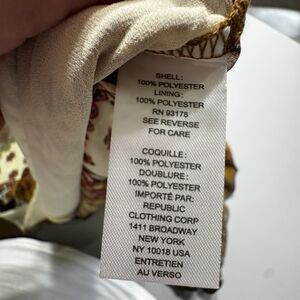 SHELL:
100% POLYESTER
LINING:
100% POLYESTER
RN 93178
SEE REVERSE
FOR CARE
COQUILLE:
100% POLYESTER
DOUBLURE:
100% POLYESTER
IMPORTÉ PAR:
REPUBLIC
CLOTHING CORP
1411 BROADWAY
NEW YORK
NY 10018 USA
ENTRETIEN
AU VERSO